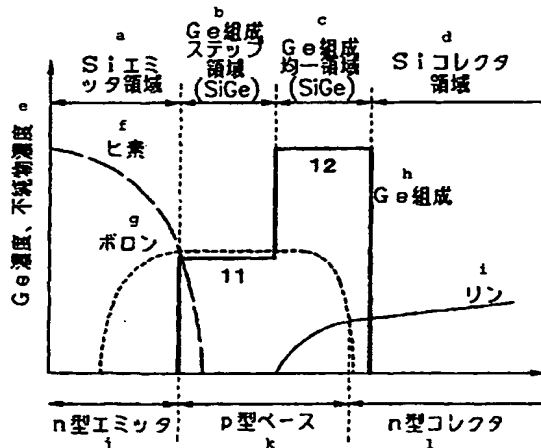 a
Siエミ
ッタ領域
b
Ge組成
ステップ
領域
(SiGe)
c
Ge組成
均一領域
(SiGe)
d
Siコレクタ
領域
e
Ge濃度、不純物濃度
f
ヒ素
g
ボロン
11
12
h
Ge組成
i
リン
n型エミッタ
j
p型ベース
k
n型コレクタ
l